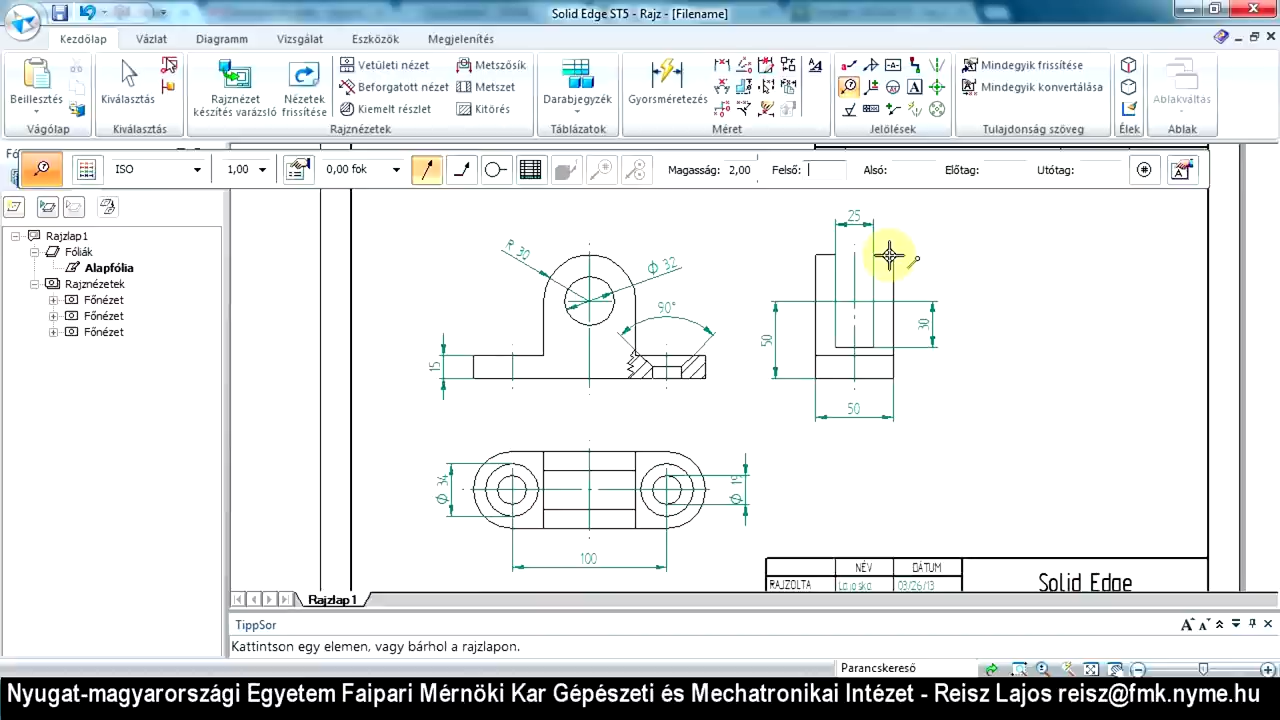 Solid Edge ST5 - Rajz - [Filename]
Kezdőlap
Vázlat
Diagramm
Vizsgálat
Eszközök
Megjelenítés
Beillesztés
Vágólap
Kiválasztás
Kiválasztás
Rajznézet
készítés varázsló
Nézetek
frissítése
Vetületi nézet
Beforgatott nézet
Kiemelt részlet
Metszősík
Metszet
Kitörés
Rajznézetek
Darabjegyzék
Táblázatok
Gyorsméretezés
Méret
Jelölések
Mindegyik frissítése
Mindegyik konvertálása
Tulajdonság szöveg
Élek
Ablakváltás
Ablak
ISO
1,00
0,00 fok
Magasság: 2,00
Felső:
Alsó:
Előtag:
Utótag:
Rajzlap1
Fóliák
Alapfólia
Rajznézetek
Főnézet
Főnézet
Főnézet
25
R 30
Φ 32
90°
15
50
30
50
Φ 34
Φ 19
100
NÉV
DÁTUM
RAJZOLTA
Lajoska
03/26/13
Solid Edge
Rajzlap1
TippSor
Kattintson egy elemen, vagy bárhol a rajzlapon.
Parancskereső
Nyugat-magyarországi Egyetem Faipari Mérnöki Kar Gépészeti és Mechatronikai Intézet - Reisz Lajos reisz@fmk.nyme.hu